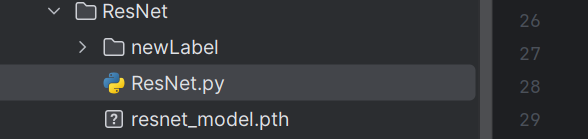 ResNet
newLabel
ResNet.py
resnet_model.pth
26
27
28
29